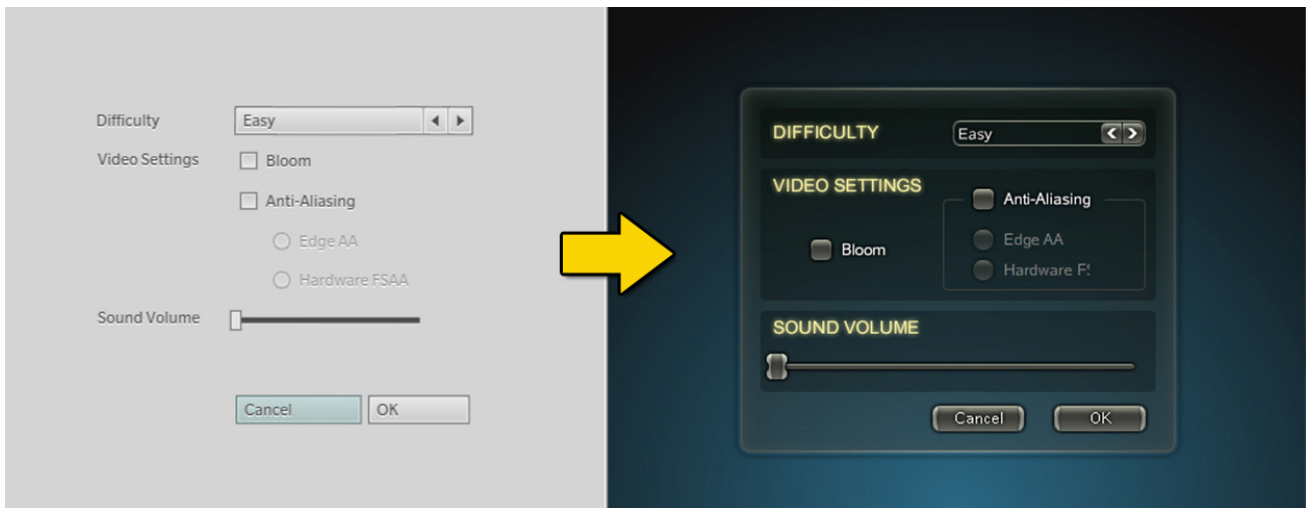 Difficulty
Easy
Video Settings
Bloom
Anti-Aliasing
Edge AA
Hardware FSAA
Sound Volume
Cancel
OK
DIFFICULTY
Easy
VIDEO SETTINGS
Anti-Aliasing
Bloom
Edge AA
Hardware
SOUND VOLUME
Cancel
OK